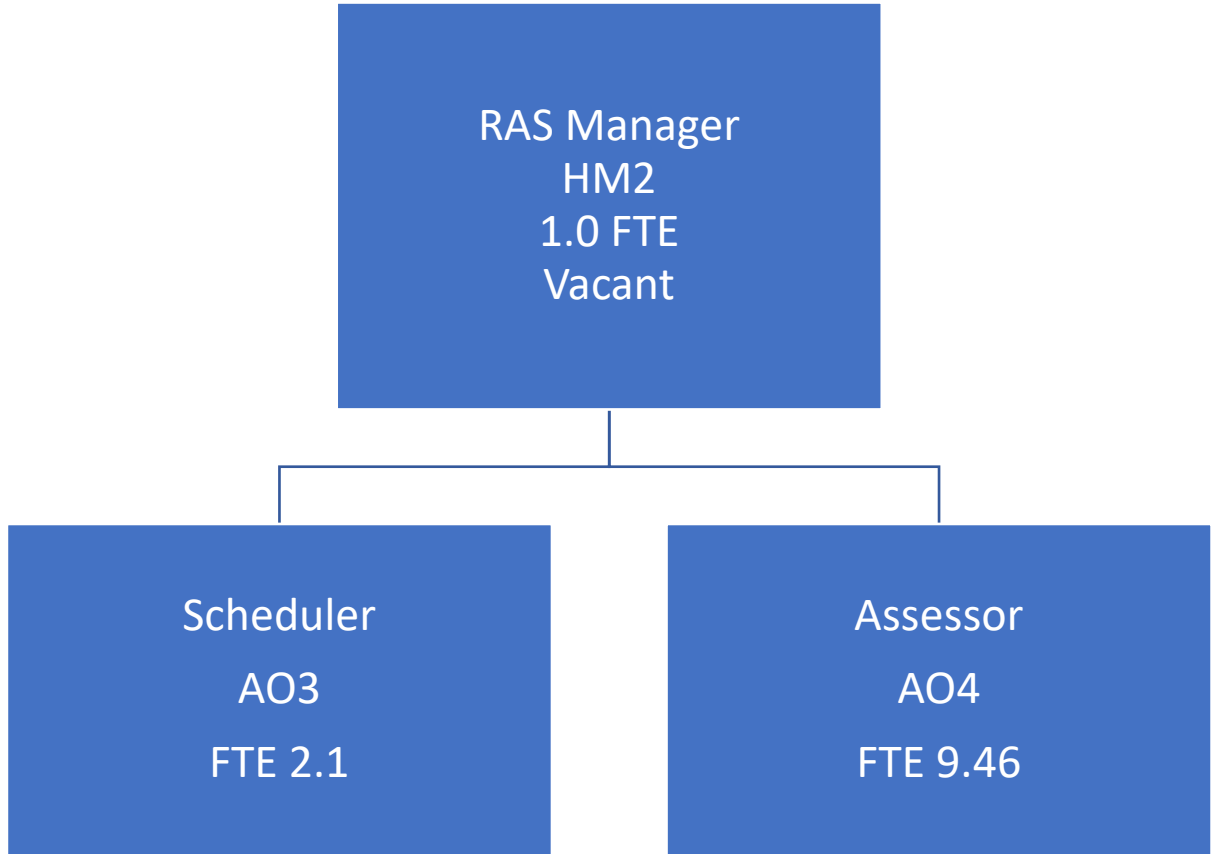 RAS Manager
HM2
1.0 FTE
Vacant
Scheduler
AO3
FTE 2.1
Assessor
AO4
FTE 9.46